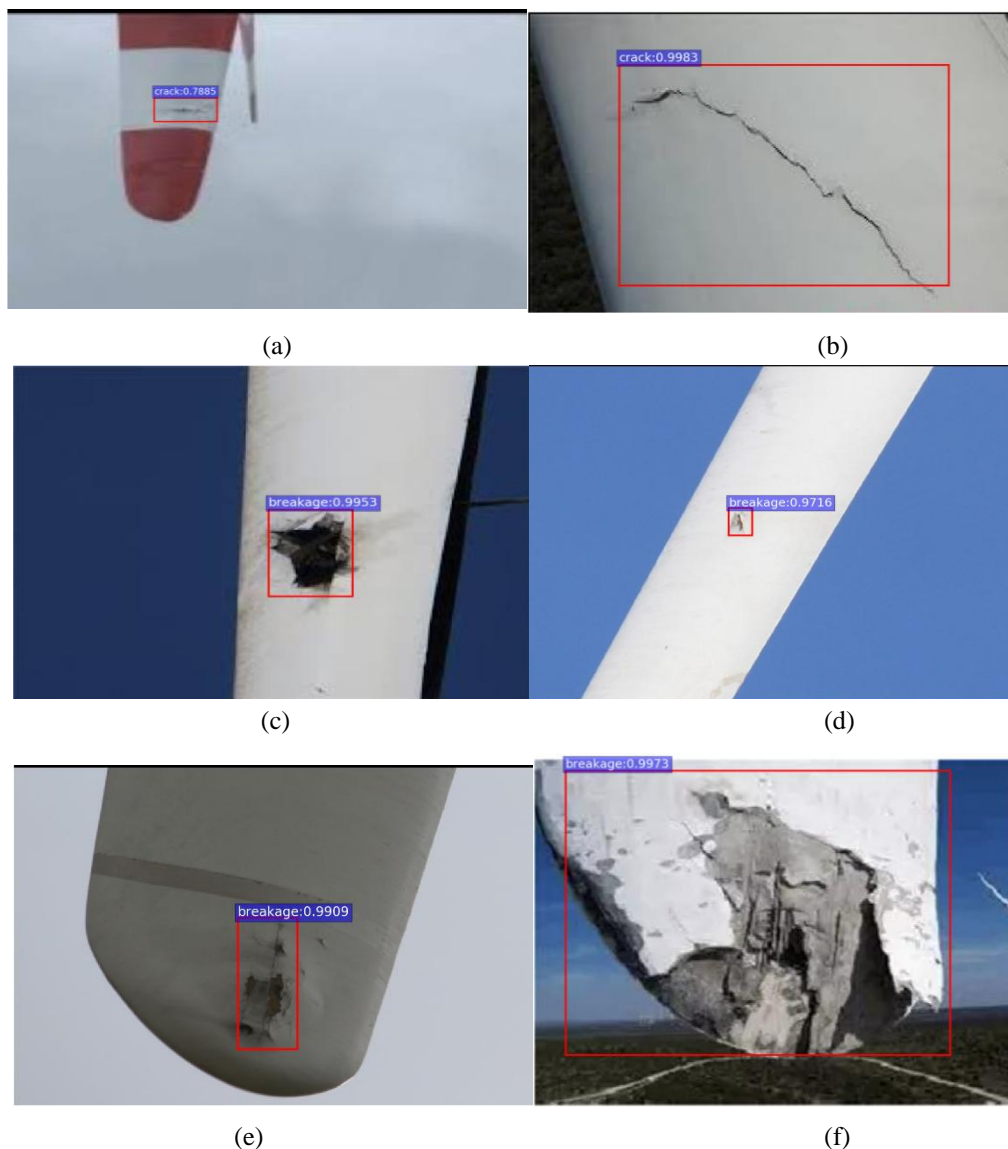 crack:0.7885
crack:0.9983
(a)
(b)
breakage:0.9953
breakage:0.9716
(c)
(d)
breakage:0.9909
breakage:0.9973
(e)
(f)